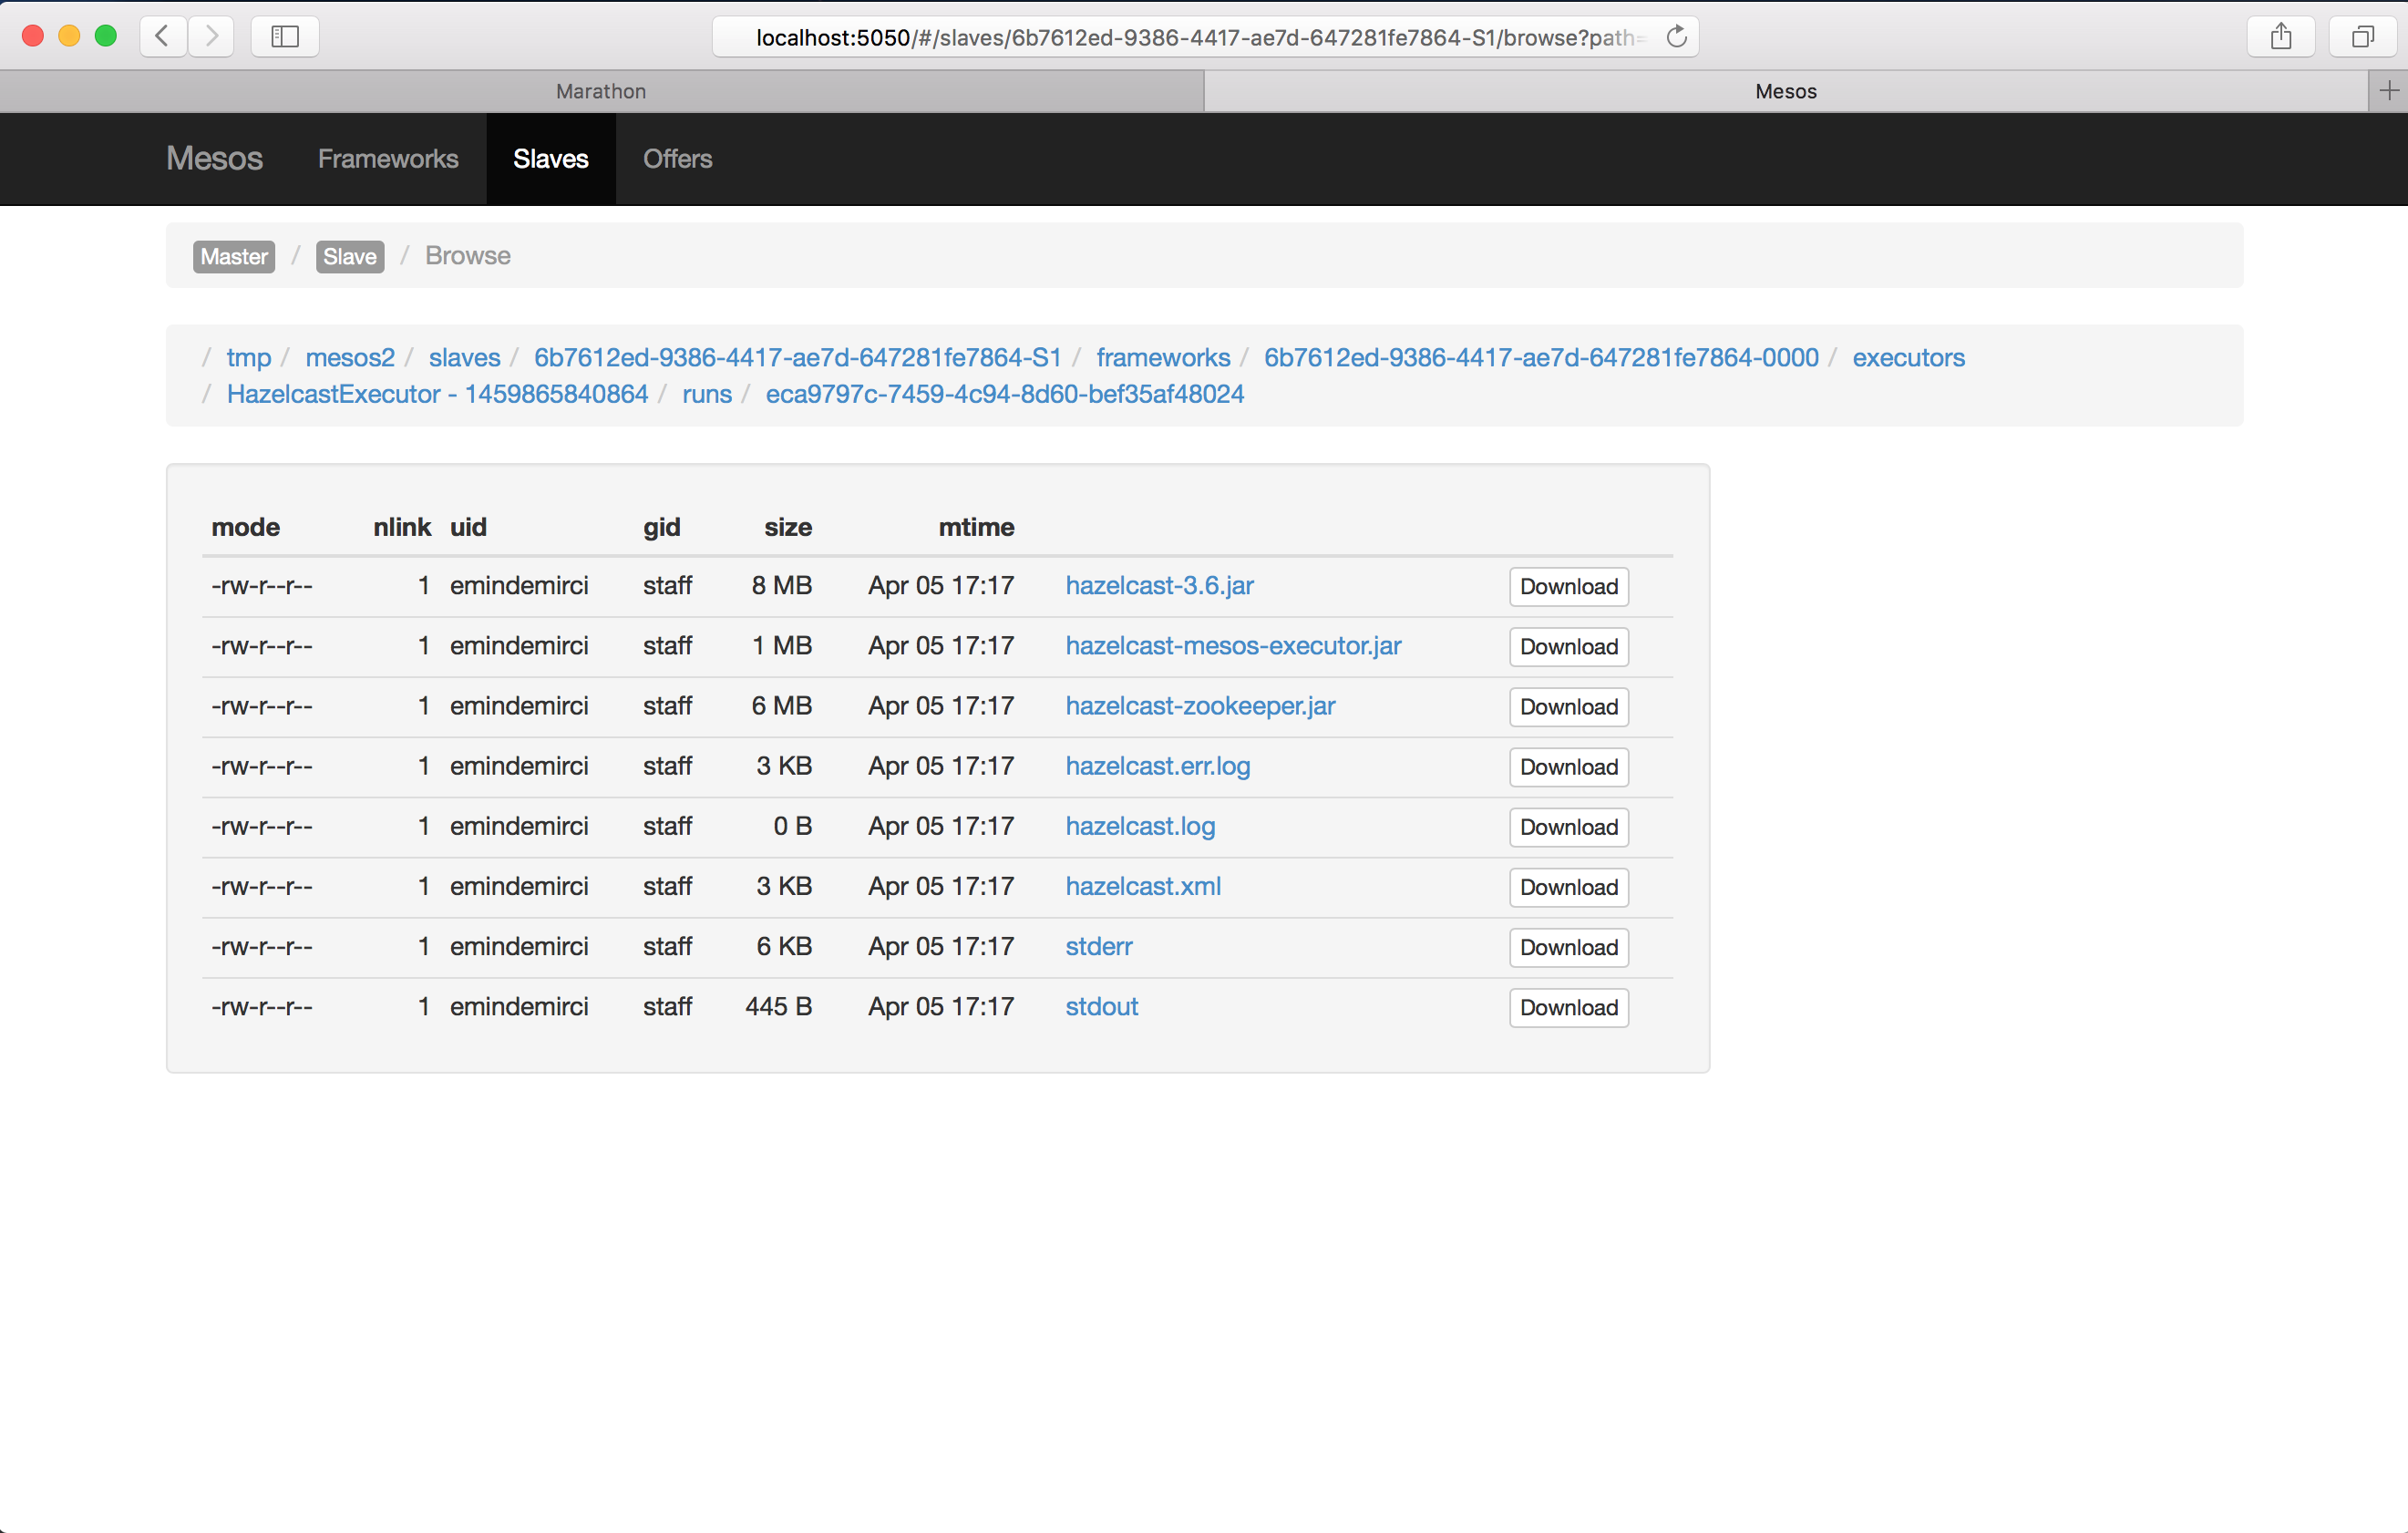 localhost:5050/#/slaves/6b7612ed-9386-4417-ae7d-647281fe7864-S1/browse?path=
Marathon Mesos
Mesos Frameworks Slaves Offers
Master / Slave / Browse
/ tmp / mesos2 / slaves / 6b7612ed-9386-4417-ae7d-647281fe7864-S1 / frameworks / 6b7612ed-9386-4417-ae7d-647281fe7864-0000 / executors
/ HazelcastExecutor - 1459865840864 / runs / eca9797c-7459-4c94-8d60-bef35af48024
mode nlink uid gid size mtime
-rw-r--r-- 1 emindemirci staff 8 MB Apr 05 17:17 hazelcast-3.6.jar Download
-rw-r--r-- 1 emindemirci staff 1 MB Apr 05 17:17 hazelcast-mesos-executor.jar Download
-rw-r--r-- 1 emindemirci staff 6 MB Apr 05 17:17 hazelcast-zookeeper.jar Download
-rw-r--r-- 1 emindemirci staff 3 KB Apr 05 17:17 hazelcast.err.log Download
-rw-r--r-- 1 emindemirci staff 0 B Apr 05 17:17 hazelcast.log Download
-rw-r--r-- 1 emindemirci staff 3 KB Apr 05 17:17 hazelcast.xml Download
-rw-r--r-- 1 emindemirci staff 6 KB Apr 05 17:17 stderr Download
-rw-r--r-- 1 emindemirci staff 445 B Apr 05 17:17 stdout Download